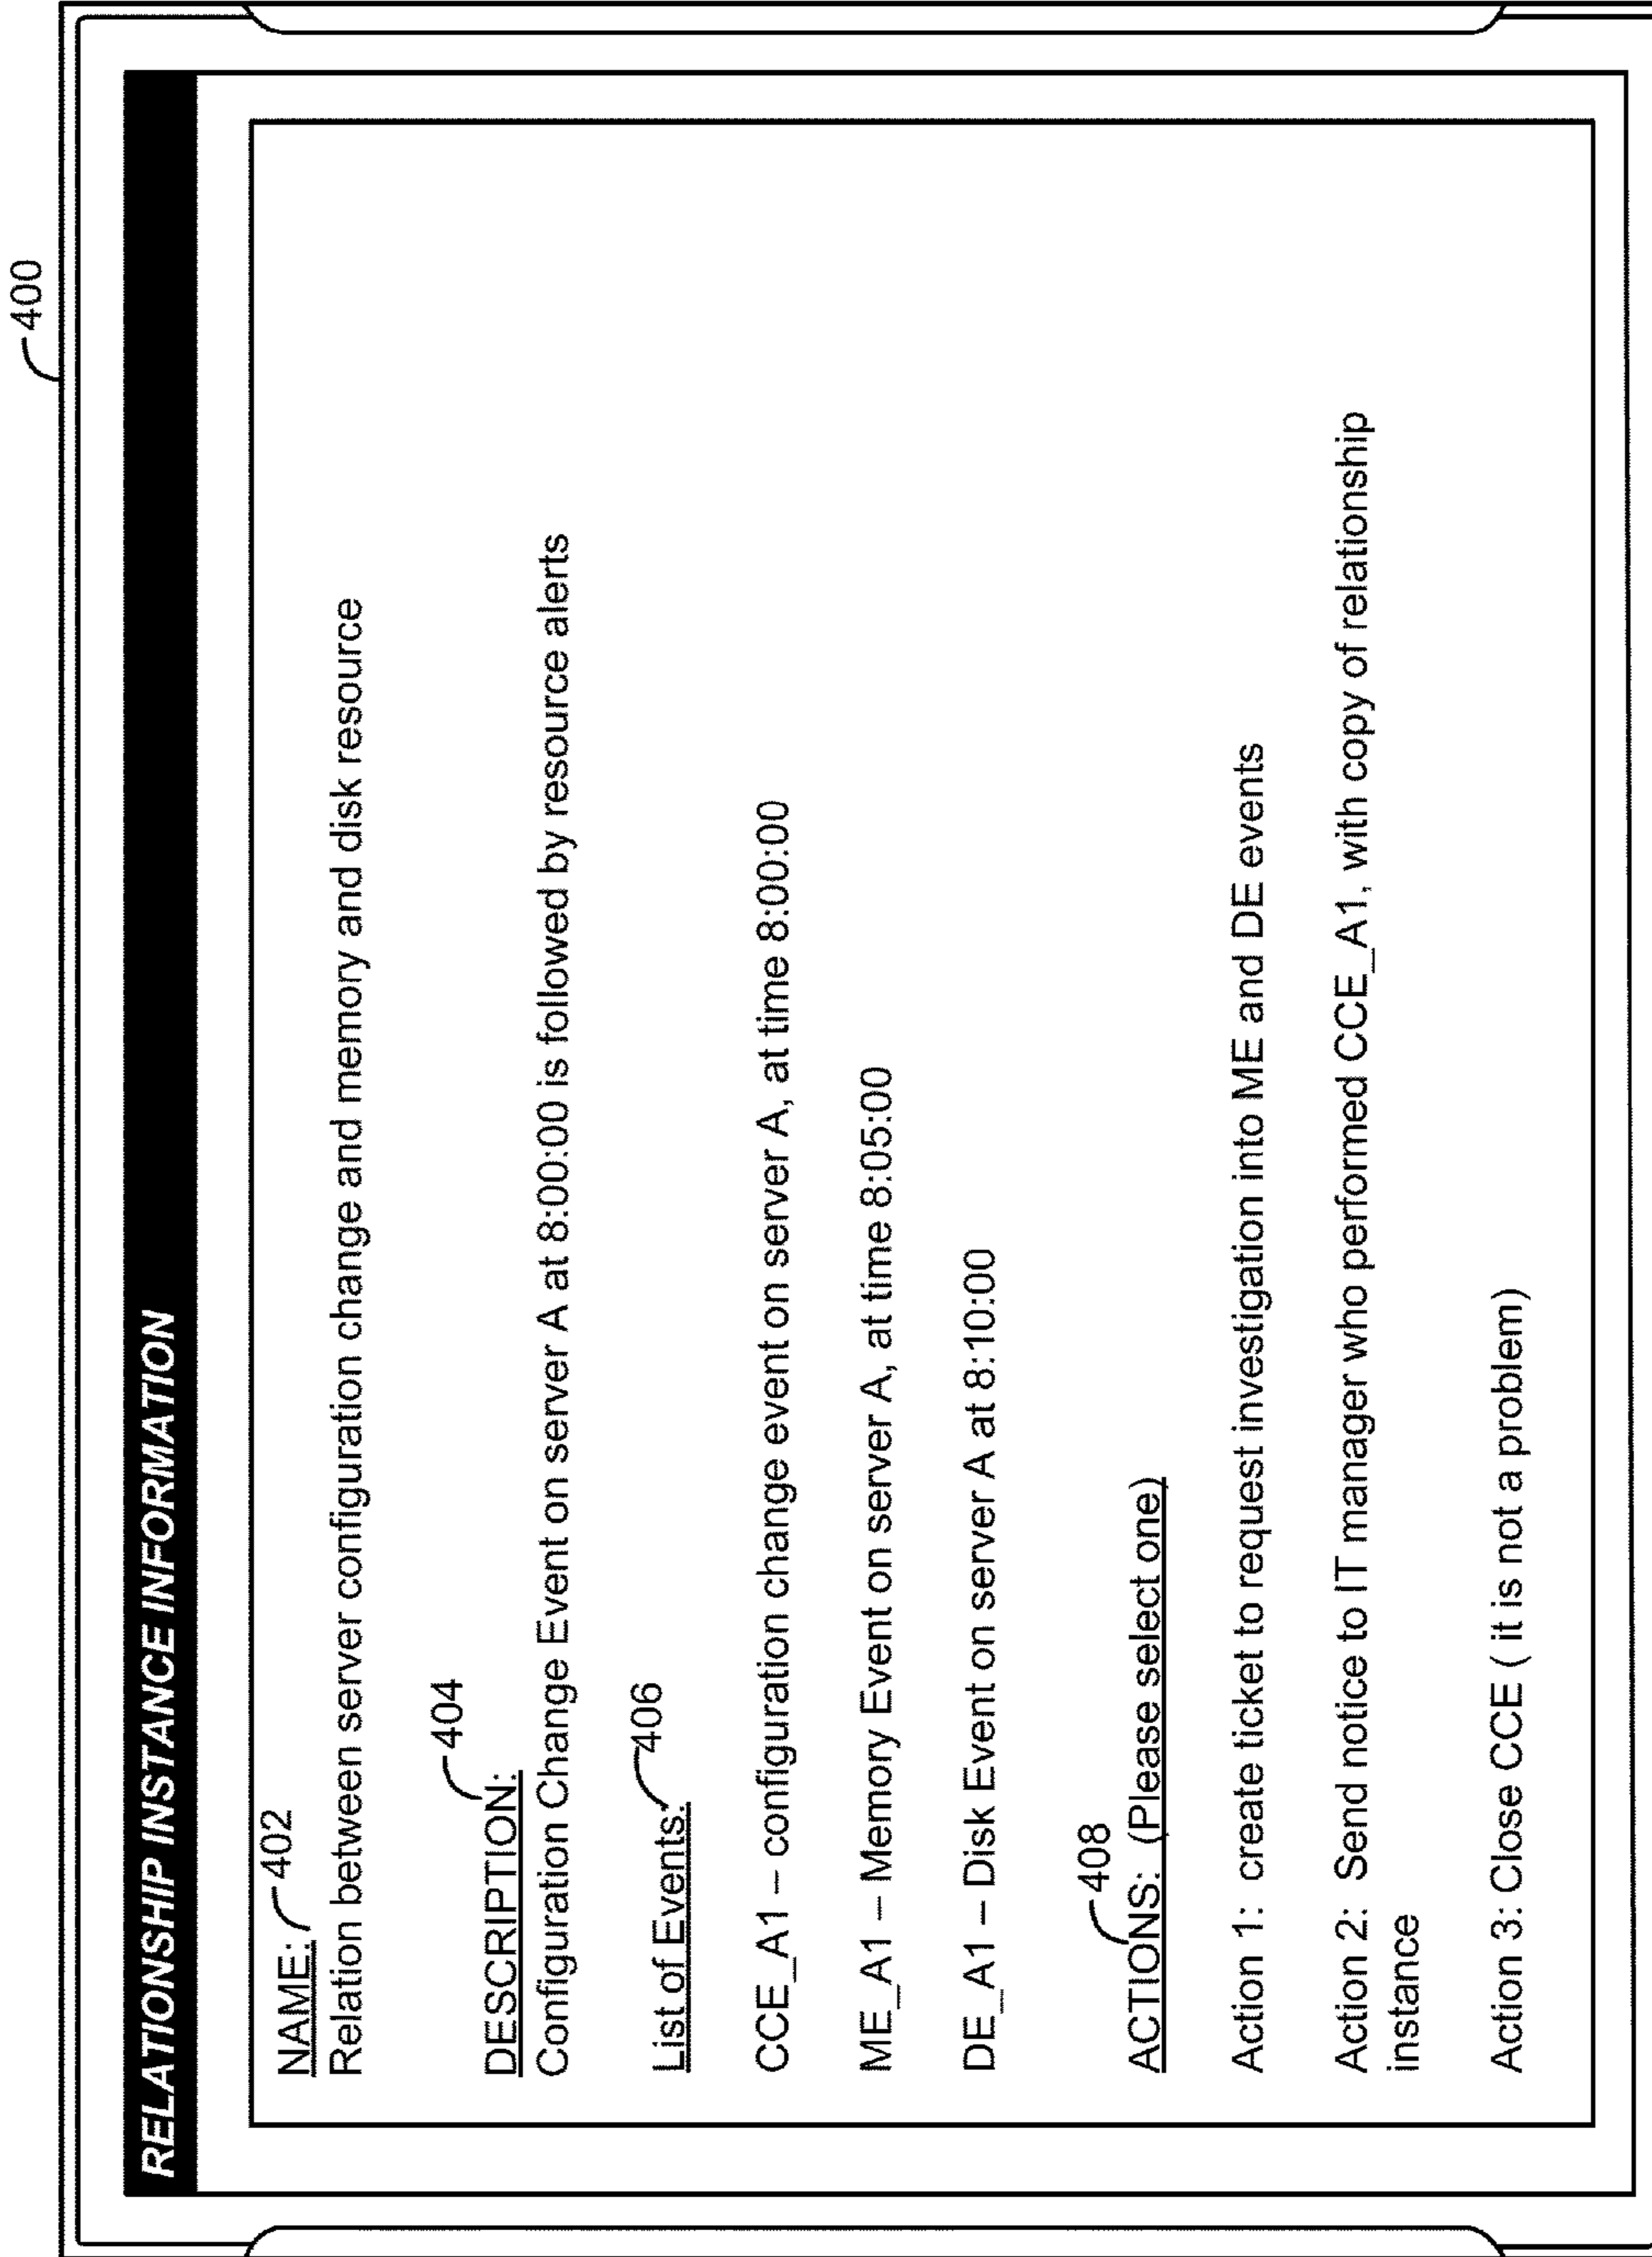 400
RELATIONSHIP INSTANCE INFORMATION
NAME: 402
Relation between server configuration change and memory and disk resource
404
DESCRIPTION:
Configuration Change Event on server A at 8:00:00 is followed by resource alerts
406
List of Events:
CCE_A1 – configuration change event on server A, at time 8:00:00
ME_A1 – Memory Event on server A, at time 8:05:00
DE_A1 – Disk Event on server A at 8:10:00
408
ACTIONS: (Please select one)
Action 1: create ticket to request investigation into ME and DE events
Action 2: Send notice to IT manager who performed CCE_A1, with copy of relationship
instance
Action 3: Close CCE ( it is not a problem)